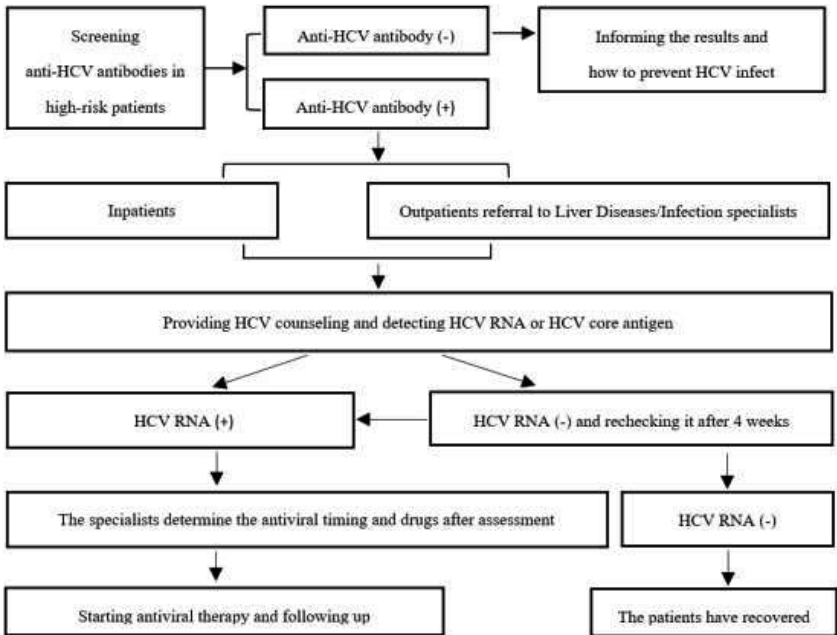 Screening
anti-HCV antibodies in
high-risk patients
Anti-HCV antibody (-)
Anti-HCV antibody (+)
Informing the results and
how to prevent HCV infect
Inpatients
Outpatients referral to Liver Diseases/Infection specialists
Providing HCV counseling and detecting HCV RNA or HCV core antigen
HCV RNA (+)
HCV RNA (-) and rechecking it after 4 weeks
The specialists determine the antiviral timing and drugs after assessment
HCV RNA (-)
Starting antiviral therapy and following up
The patients have recovered